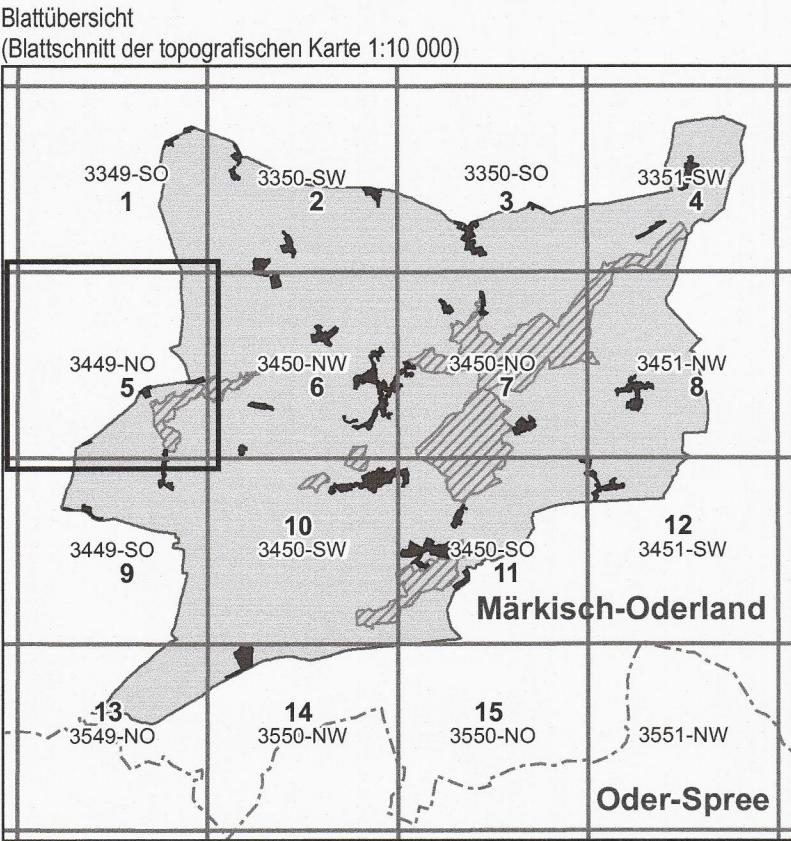 Blattübersicht
(Blattschnitt der topografischen Karte 1:10 000)
3349-SO
1
3350-SW
2
3350-SO
3
3351-SW
4
3449-NO
5
3450-NW
6
3450-NO
7
3451-NW
8
3449-SO
9
10
3450-SW
3450-SO
11
12
3451-SW
Märkisch-Oderland
13
3549-NO
14
3550-NW
15
3550-NO
3551-NW
Oder-Spree